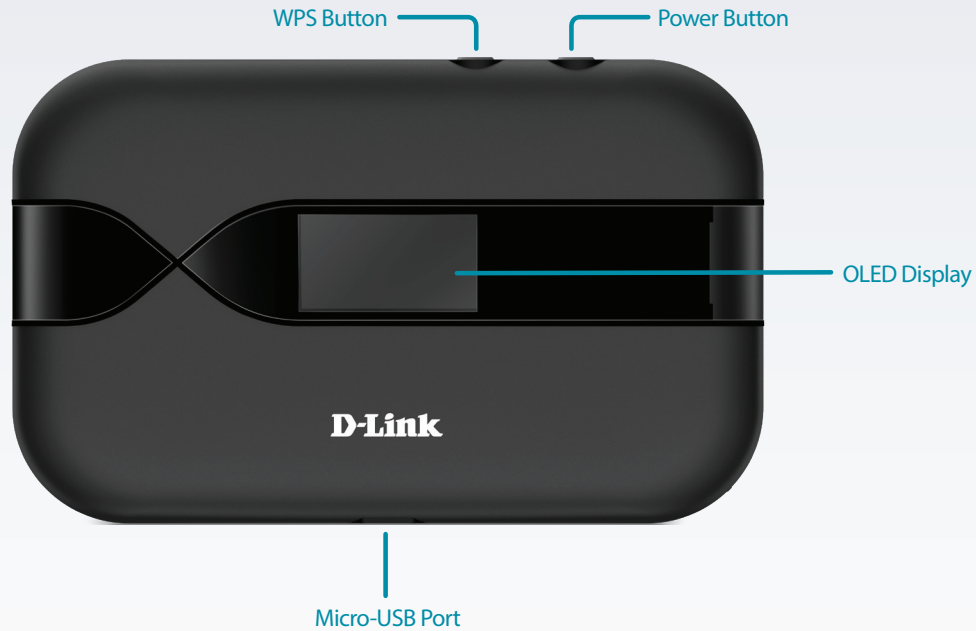 WPS Button
Power Button
OLED Display
D-Link
Micro-USB Port